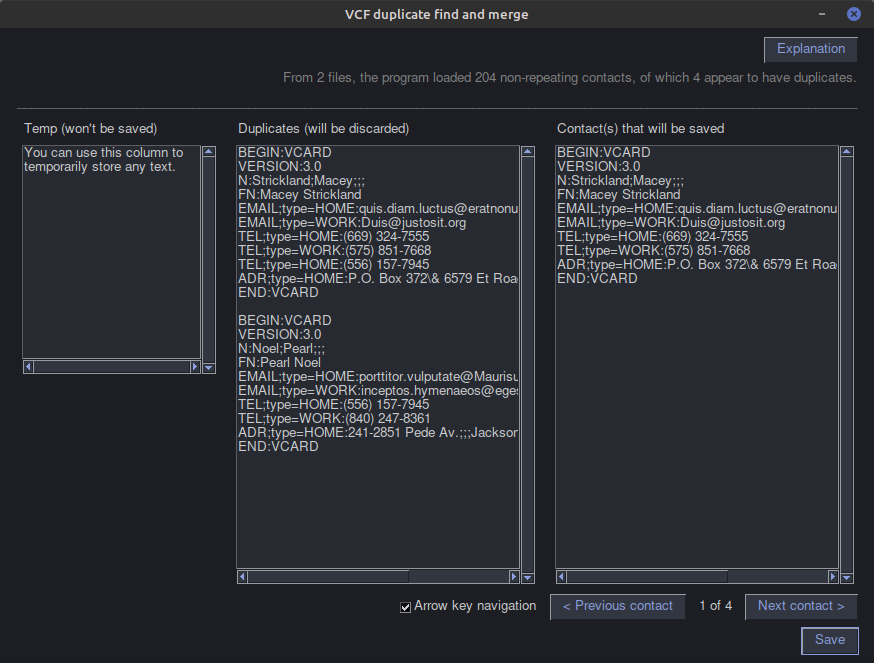 VCF duplicate find and merge
Explanation
From 2 files, the program loaded 204 non-repeating contacts, of which 4 appear to have duplicates.
Temp (won't be saved)
You can use this column to
temporarily store any text.
Duplicates (will be discarded)
BEGIN:VCARD
VERSION:3.0
N:Strickland;Macey;;;
FN:Macey Strickland
EMAIL;type=HOME:quis.diam.luctus@eratnonu
EMAIL;type=WORK:Duis@justosit.org
TEL;type=HOME:(669) 324-7555
TEL;type=WORK:(575) 851-7668
TEL;type=HOME:(556) 157-7945
ADR;type=HOME:P.O. Box 372\& 6579 Et Roa
END:VCARD
BEGIN:VCARD
VERSION:3.0
N:Noel;Pearl;;;
FN:Pearl Noel
EMAIL;type=HOME:porttitor.vulputate@Maurisu
EMAIL;type=WORK:inceptos.hymenaeos@eges
TEL;type=HOME:(556) 157-7945
TEL;type=WORK:(840) 247-8361
ADR;type=HOME:241-2851 Pede Av.;;;Jackson
END:VCARD
Contact(s) that will be saved
BEGIN:VCARD
VERSION:3.0
N:Strickland;Macey;;;
FN:Macey Strickland
EMAIL;type=HOME:quis.diam.luctus@eratnonu
EMAIL;type=WORK:Duis@justosit.org
TEL;type=HOME:(669) 324-7555
TEL;type=WORK:(575) 851-7668
ADR;type=HOME:P.O. Box 372\& 6579 Et Roa
END:VCARD
Arrow key navigation
< Previous contact
1 of 4
Next contact >
Save